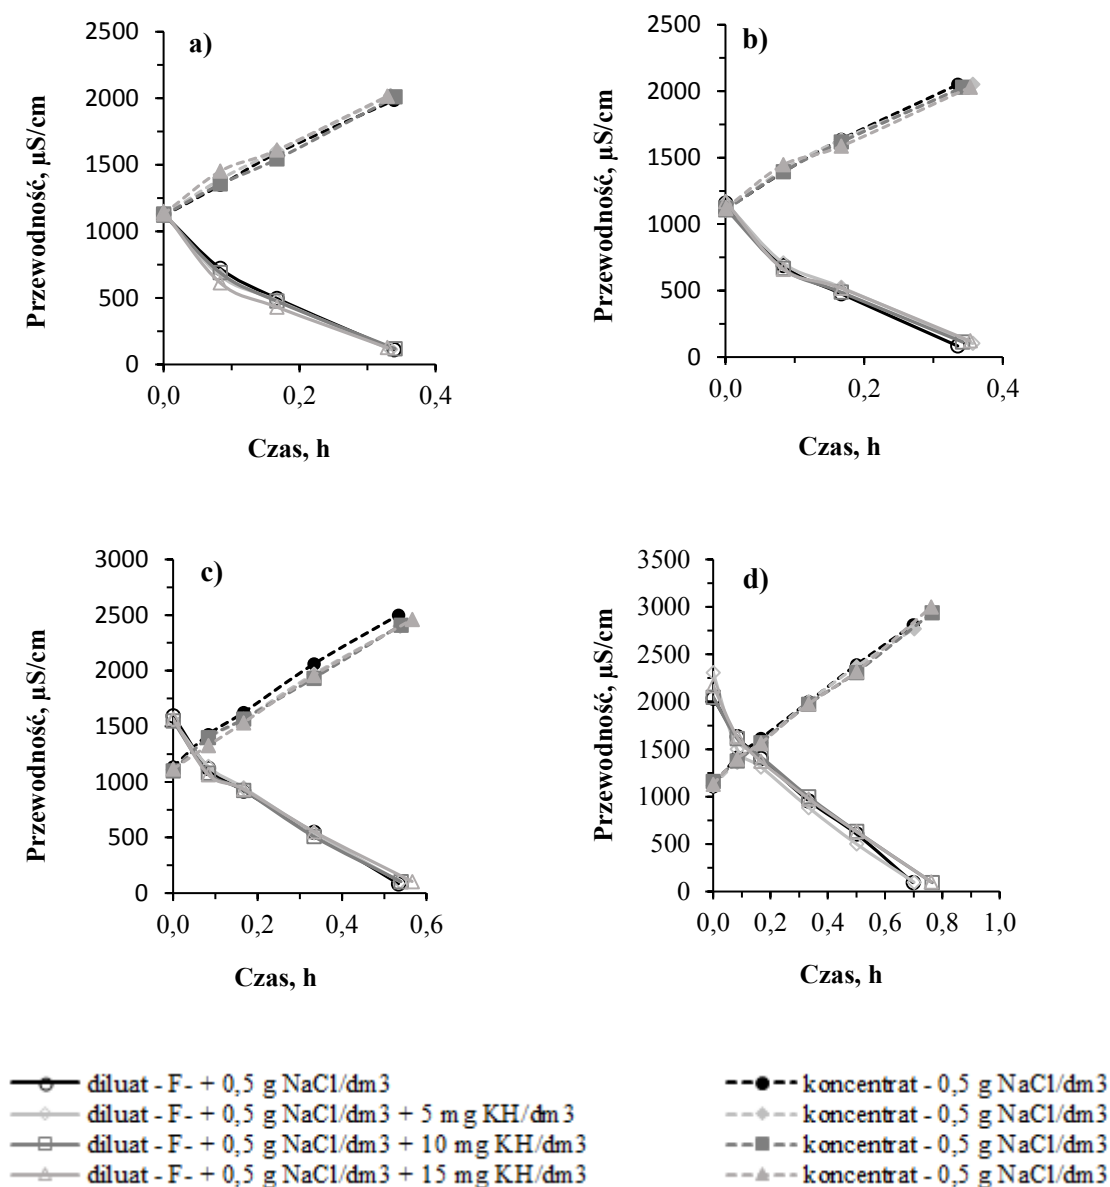 a)
Przewodność, µS/cm
2500
2000
1500
1000
500
0
0,0
0,2
0,4
Czas, h
b)
Przewodność, µS/cm
2500
2000
1500
1000
500
0
0,0
0,2
0,4
Czas, h
c)
Przewodność, µS/cm
3000
2500
2000
1500
1000
500
0
0,0
0,2
0,4
0,6
Czas, h
d)
Przewodność, µS/cm
3500
3000
2500
2000
1500
1000
500
0
0,0
0,2
0,4
0,6
0,8
1,0
Czas, h
diluat - F- + 0,5 g NaCl/dm3
diluat - F- + 0,5 g NaCl/dm3 + 5 mg KH/dm3
diluat - F- + 0,5 g NaCl/dm3 + 10 mg KH/dm3
diluat - F- + 0,5 g NaCl/dm3 + 15 mg KH/dm3
koncentrat - 0,5 g NaCl/dm3
koncentrat - 0,5 g NaCl/dm3
koncentrat - 0,5 g NaCl/dm3
koncentrat - 0,5 g NaCl/dm3